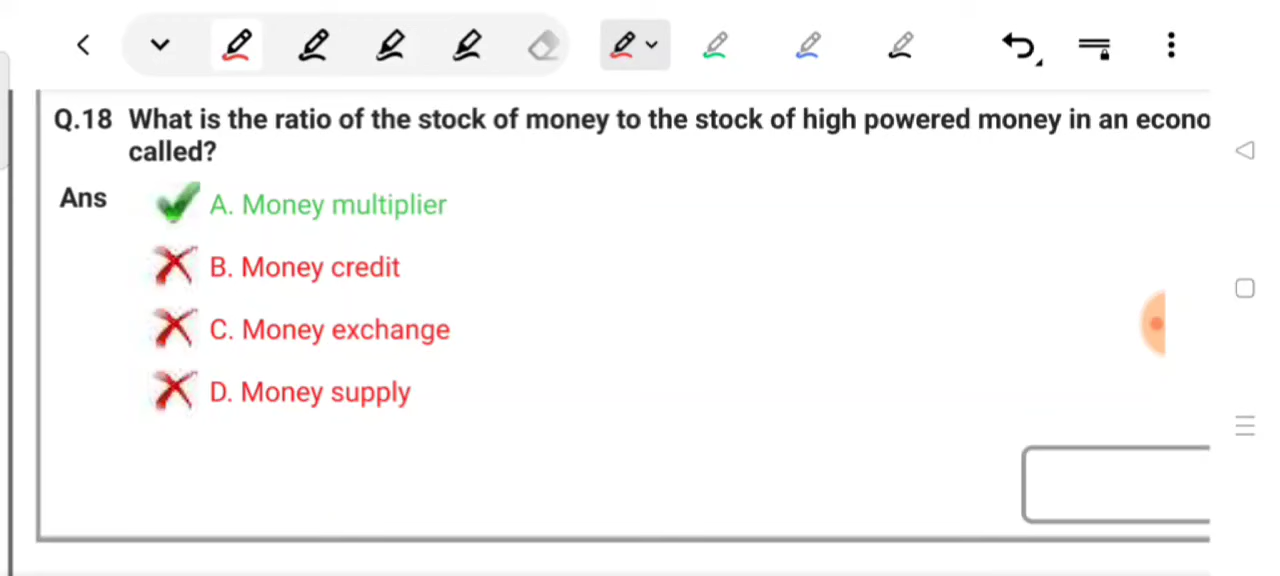 Q.18 What is the ratio of the stock of money to the stock of high powered money in an econo
called?
Ans
A. Money multiplier
B. Money credit
C. Money exchange
D. Money supply